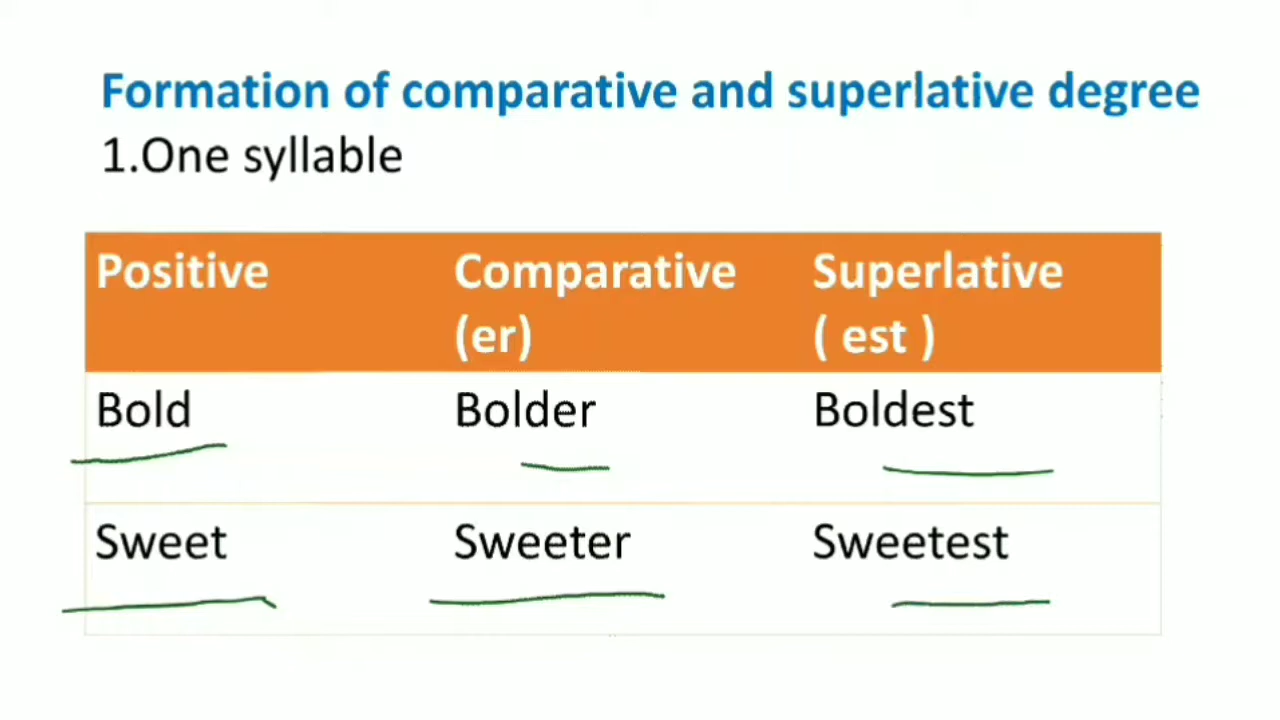 Formation of comparative and superlative degree
1.One syllable
Positive Comparative Superlative
(er) ( est )
Bold Bolder Boldest
Sweet Sweeter Sweetest